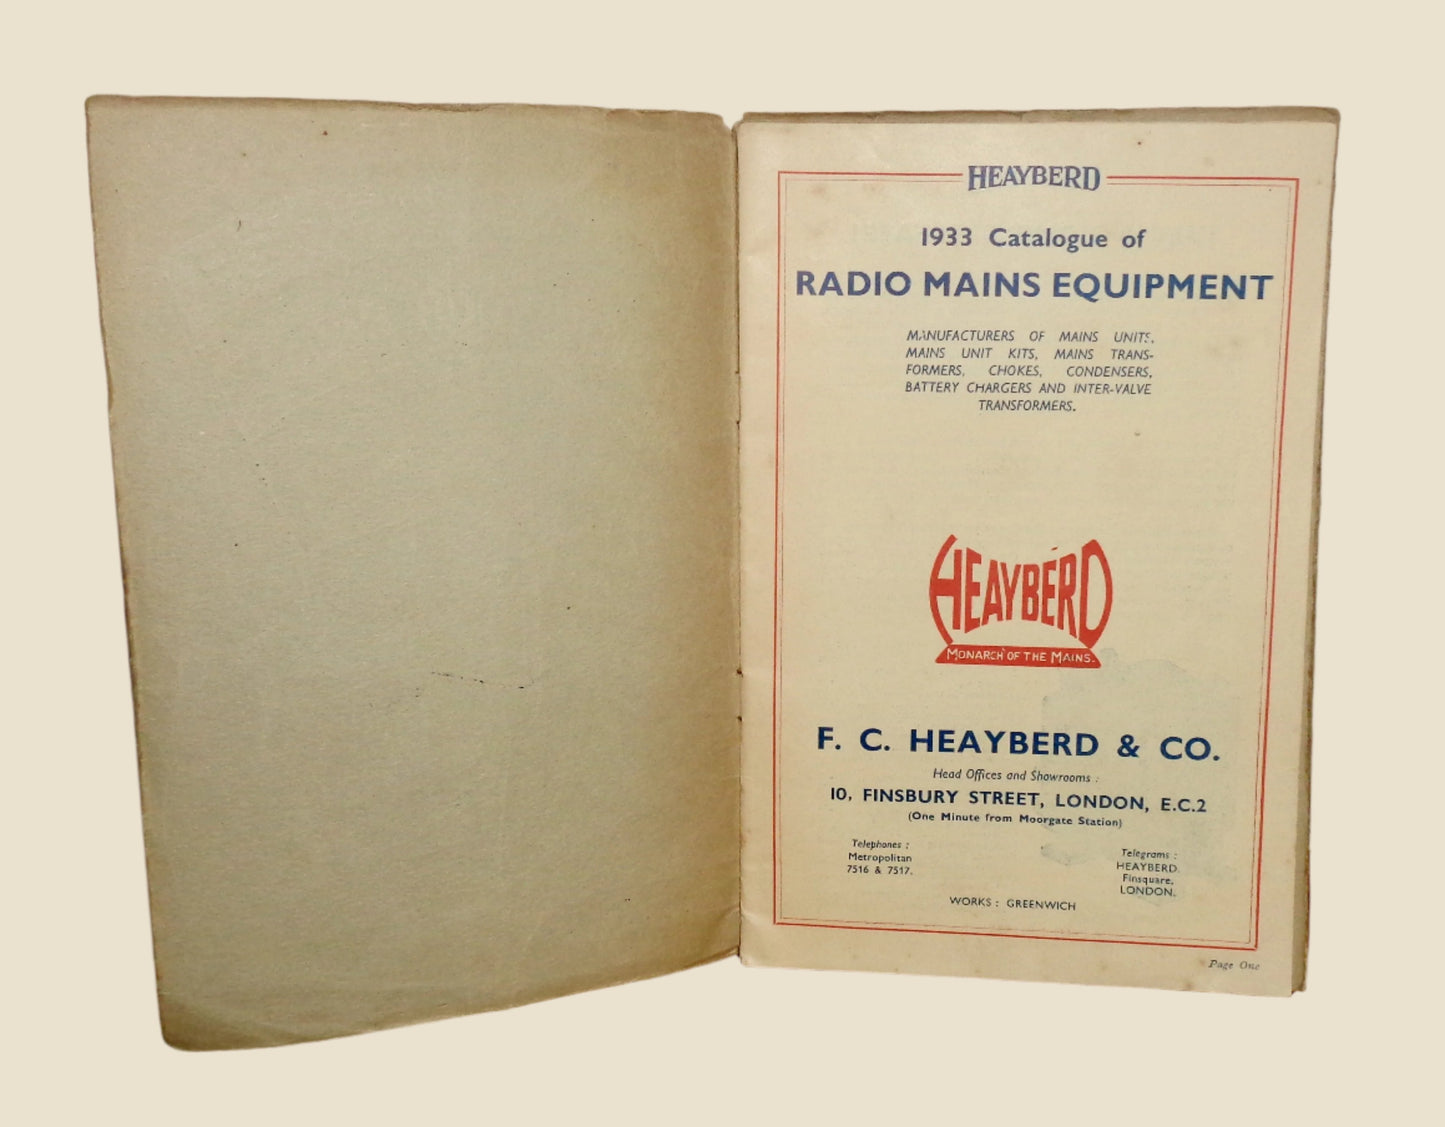 HEAYBERD
1933 Catalogue of
RADIO MAINS EQUIPMENT
MANUFACTURERS OF MAINS UNITS,
MAINS UNIT KITS, MAINS TRANS-
FORMERS, CHOKES, CONDENSERS,
BATTERY CHARGERS AND INTER-VALVE
TRANSFORMERS.
HEAYBERD
MONARCH OF THE MAINS.
F. C. HEAYBERD & CO.
Head Offices and Showrooms :
10, FINSBURY STREET, LONDON, E.C.2
(One Minute from Moorgate Station)
Telephones :
Metropolitan
7516 & 7517.
Telegrams :
HEAYBERD.
Finsquare,
LONDON.
WORKS : GREENWICH
Page One